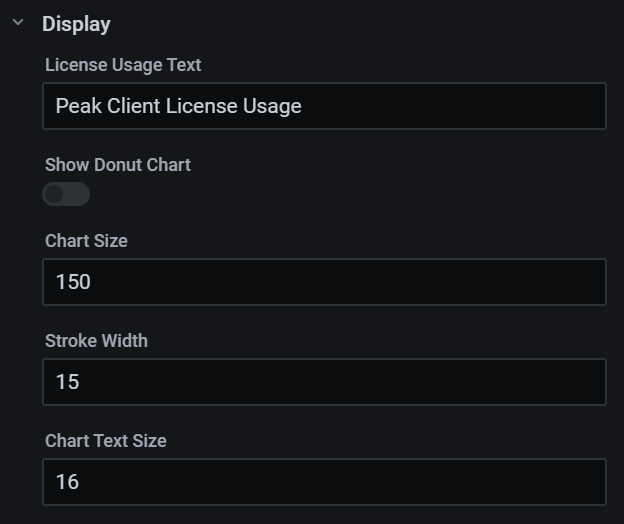 Display
License Usage Text
Peak Client License Usage
Show Donut Chart
Chart Size
150
Stroke Width
15
Chart Text Size
16